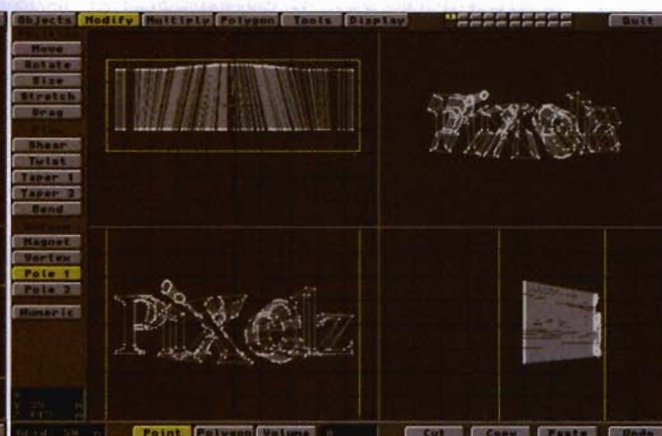 Objects Modify Multiply Polygon Tools Display 1 Quit
Move
Rotate
Size
Stretch
Drag
Shear
Twist
Taper 1
Taper 2
Bend
Magnet
Vortex
Pole 1
Pole 2
Numeric
Pixelz
Pixelz
Point Polygon Volume Cut Copy Paste Undo